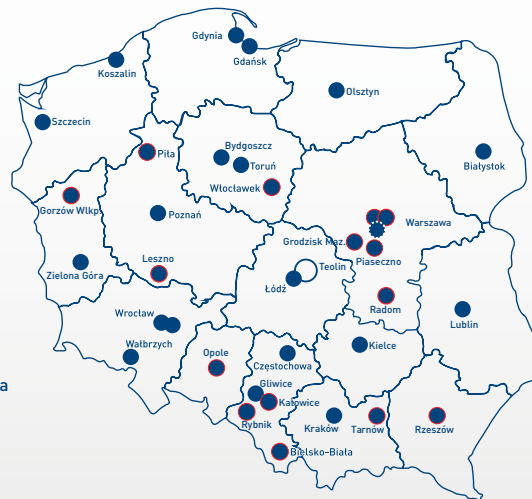 Gdynia
Gdańsk
Koszalin
Olsztyn
Szczecin
Bydgoszcz
Piła
Toruń
Białystok
Włocławek
Gorzów Wlkp.
Poznań
Warszawa
Grodzisk Maz.
Leszno
Piaseczno
Teolin
Zielona Góra
Łódź
Radom
Wrocław
Lublin
Wałbrzych
Kielce
Opole
Częstochowa
a
Gliwice
Katowice
Rybnik
Kraków
Tarnów
Rzeszów
Bielsko-Biała